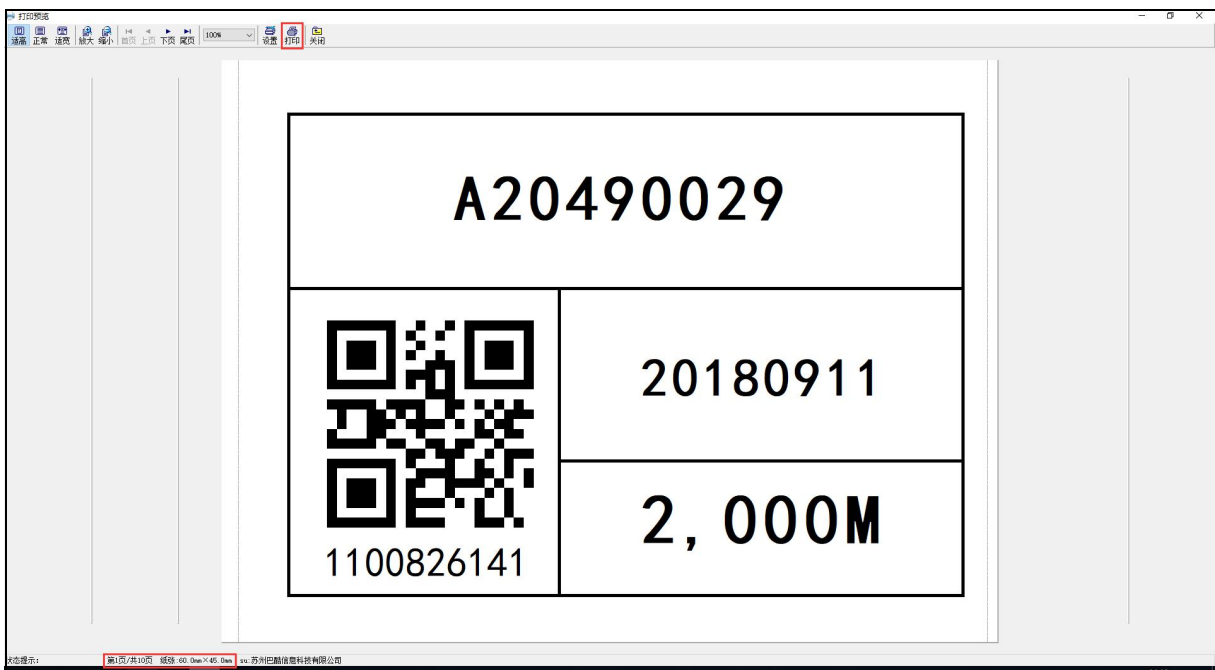 打印预览
适高 正常 适宽 放大 缩小 首页 上页 下页 尾页 100% 设置 打印 关闭
A20490029
20180911
2,000M
1100826141
状态提示: 第1页/共10页 纸张:60.0mm×45.0mm su:苏州巴酷信息科技有限公司